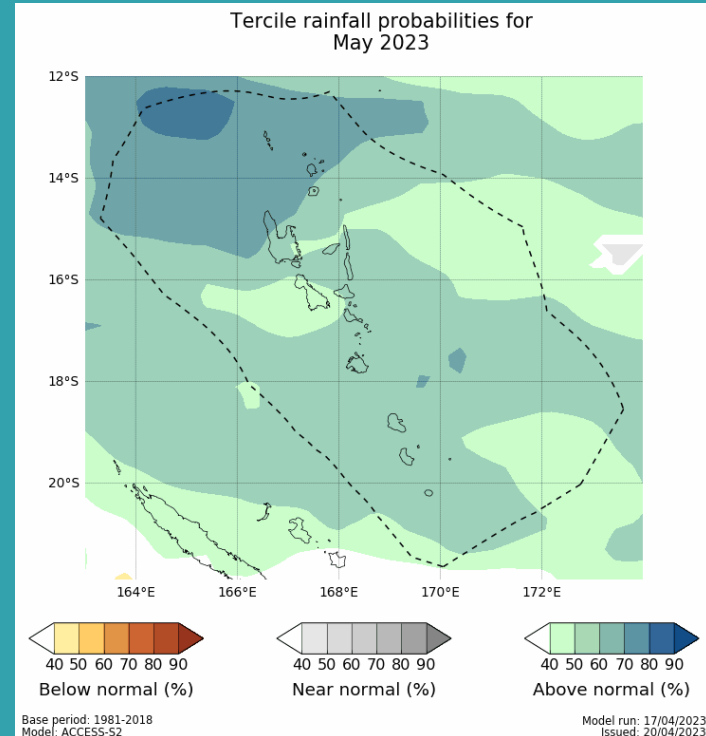 Tercile rainfall probabilities for
May 2023
12°S
14°S
16°S
18°S
20°S
164°E 166°E 168°E 170°E 172°E
40 50 60 70 80 90
Below normal (%)
40 50 60 70 80 90
Near normal (%)
40 50 60 70 80 90
Above normal (%)
Base period: 1981-2018
Model: ACCESS-S2
Model run: 17/04/2023
Issued: 20/04/2023